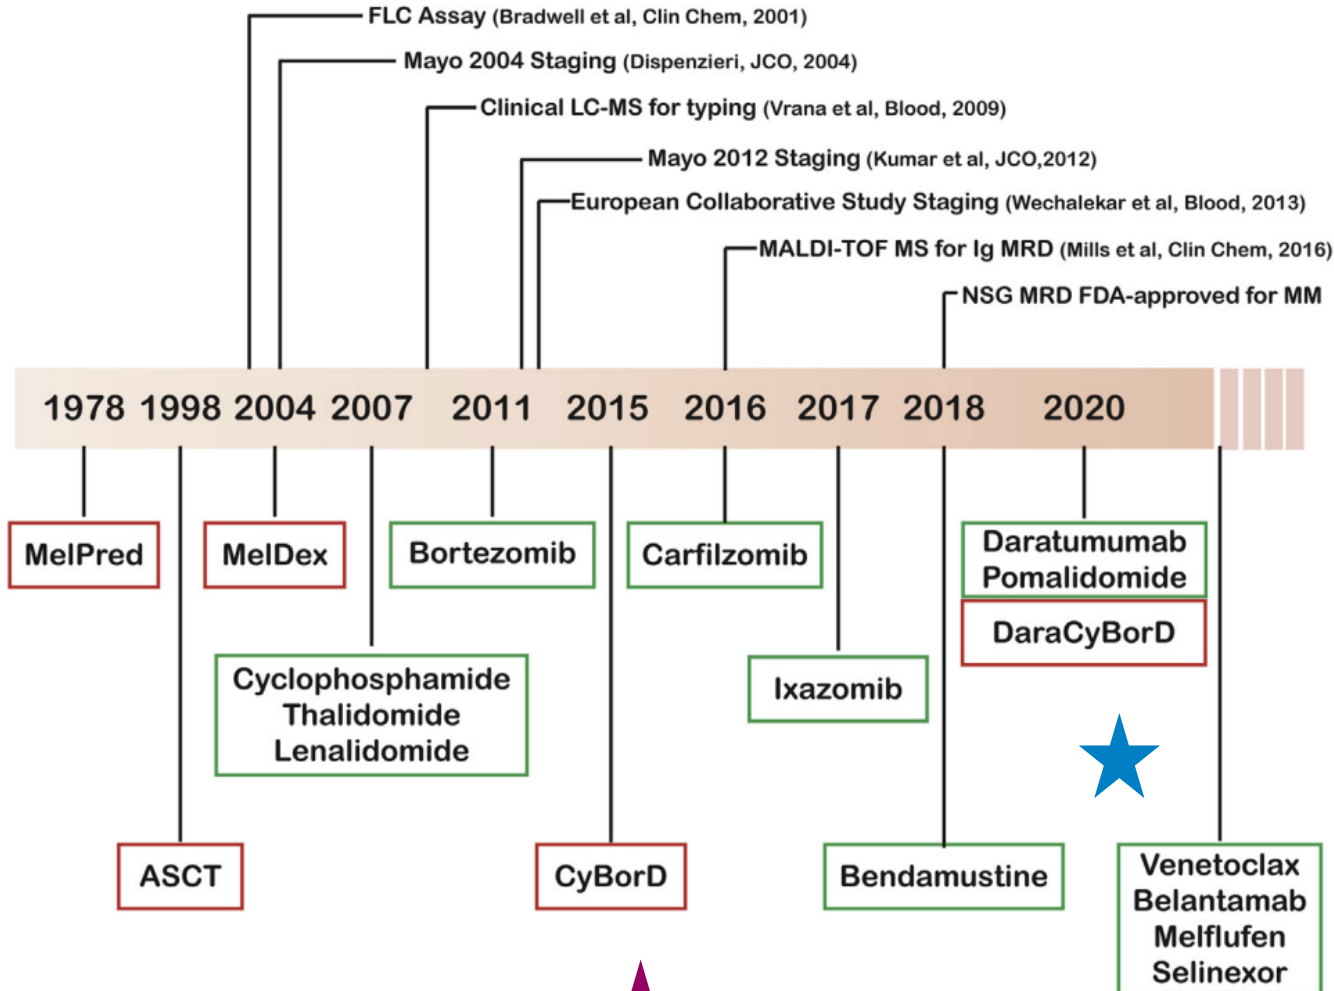 FLC Assay (Bradwell et al, Clin Chem, 2001)
Mayo 2004 Staging (Dispenzieri, JCO, 2004)
Clinical LC-MS for typing (Vrana et al, Blood, 2009)
Mayo 2012 Staging (Kumar et al, JCO,2012)
European Collaborative Study Staging (Wechalekar et al, Blood, 2013)
MALDI-TOF MS for Ig MRD (Mills et al, Clin Chem, 2016)
NSG MRD FDA-approved for MM
1978 1998 2004 2007 2011 2015 2016 2017 2018 2020
MelPred
MelDex
Bortezomib
Carfilzomib
Daratumumab
Pomalidomide
DaraCyBorD
Cyclophosphamide
Thalidomide
Lenalidomide
Ixazomib
ASCT
CyBorD
Bendamustine
Venetoclax
Belantamab
Melflufen
Selinexor